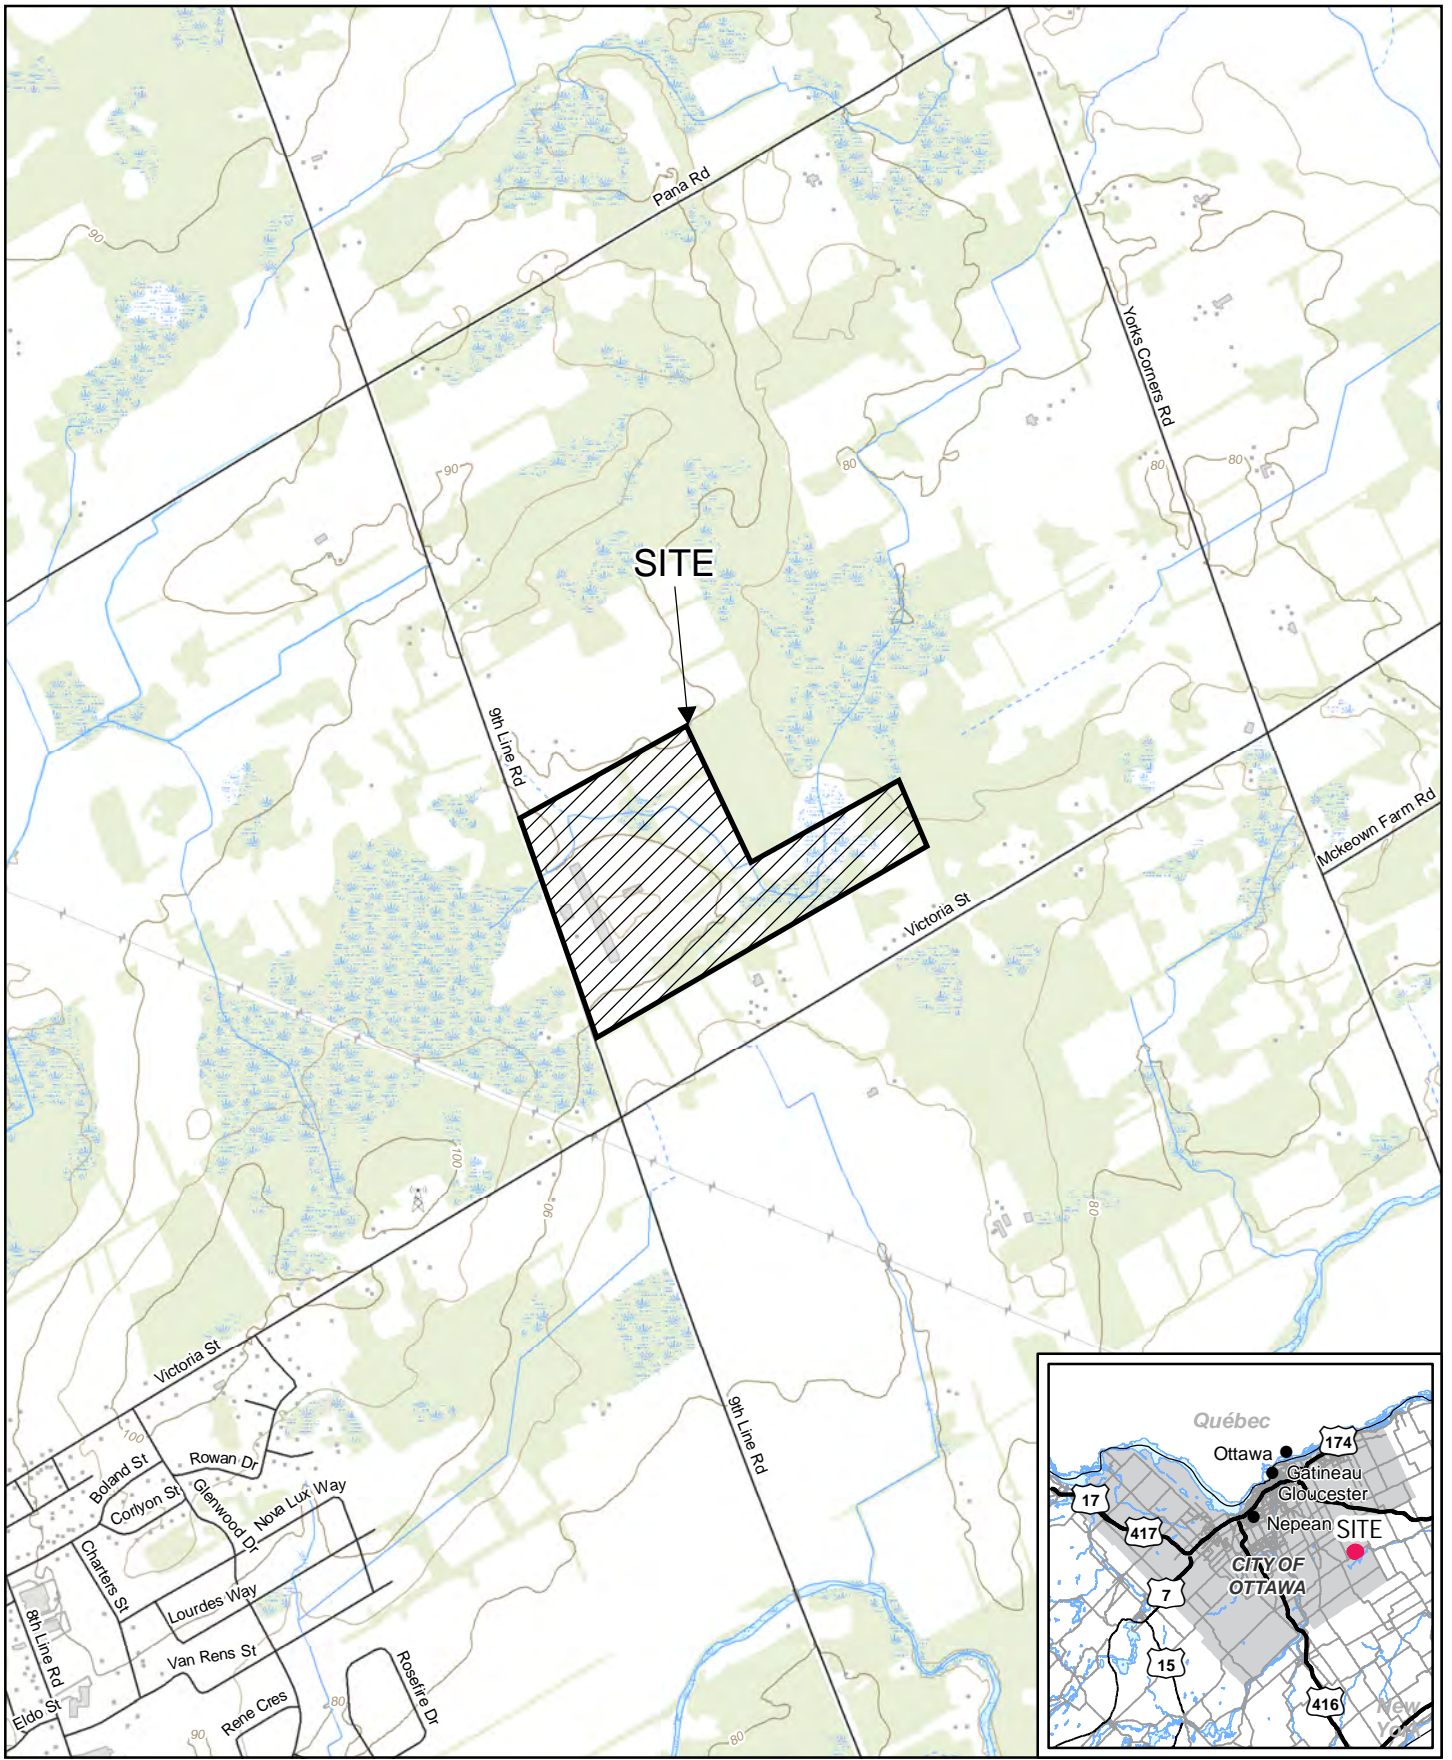 Pana Rd
90
Yorks Corners Rd
90
80
80
80
SITE
9th Line Rd
Mckeown Farm Rd
Victoria St
100
90
80
Victoria St
9th Line Rd
100
Rowan Dr
Boland St
Corlyon St
Glenwood Dr
Nova Lux Way
Charters St
Lourdes Way
8th Line Rd
Van Rens St
Rosefire Dr
Eldo St
Rene Cres
80
90
80
Québec
Ottawa
174
Gatineau
Gloucester
17
Nepean
SITE
417
CITY OF
OTTAWA
7
15
416
New
York